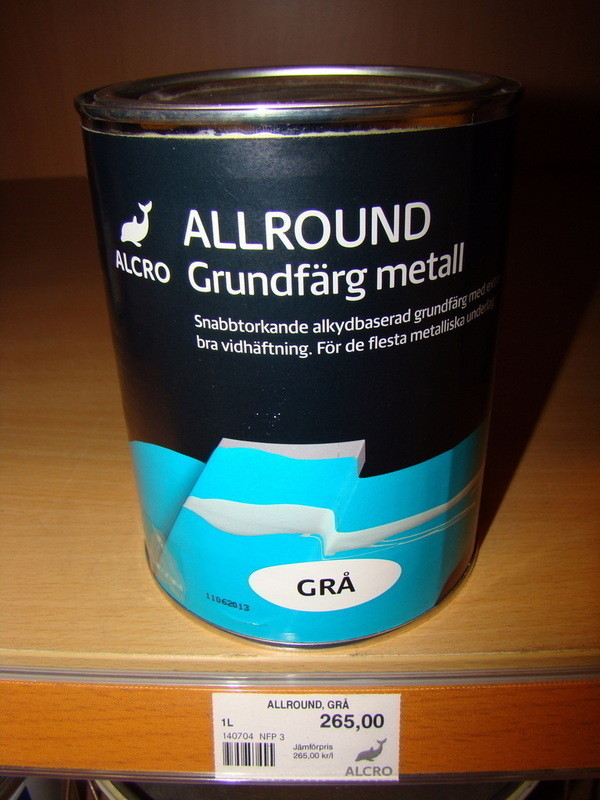 ALCRO
ALLROUND
Grundfärg metall
Snabbtorkande alkydbaserad grundfärg med
bra vidhäftning. För de flesta metalliska
GRÅ
11062013
ALLROUND, GRÅ
1L
265,00
140704 NFP 3
Jämförpris
265,00 kr/l
ALCRO